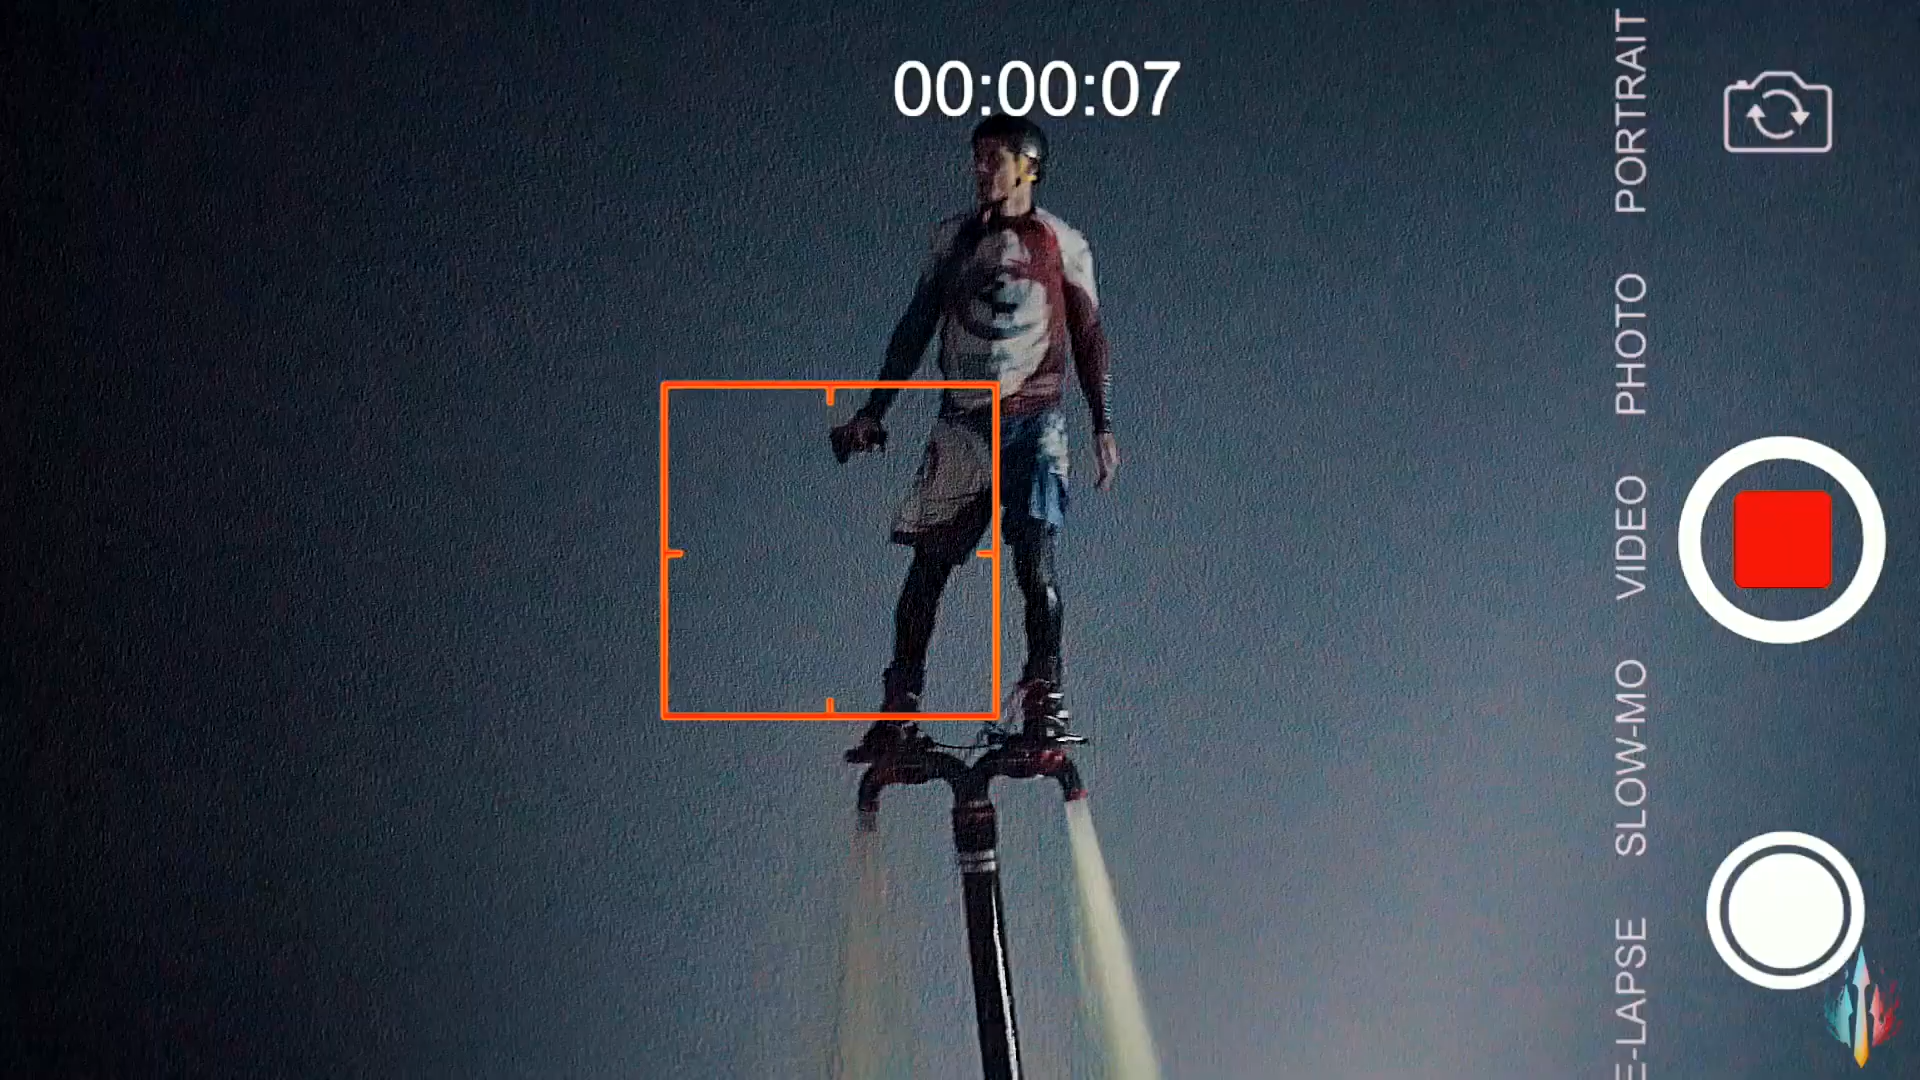 00:00:07
PORTRAIT
PHOTO
VIDEO
SLOW-MO
E-LAPSE